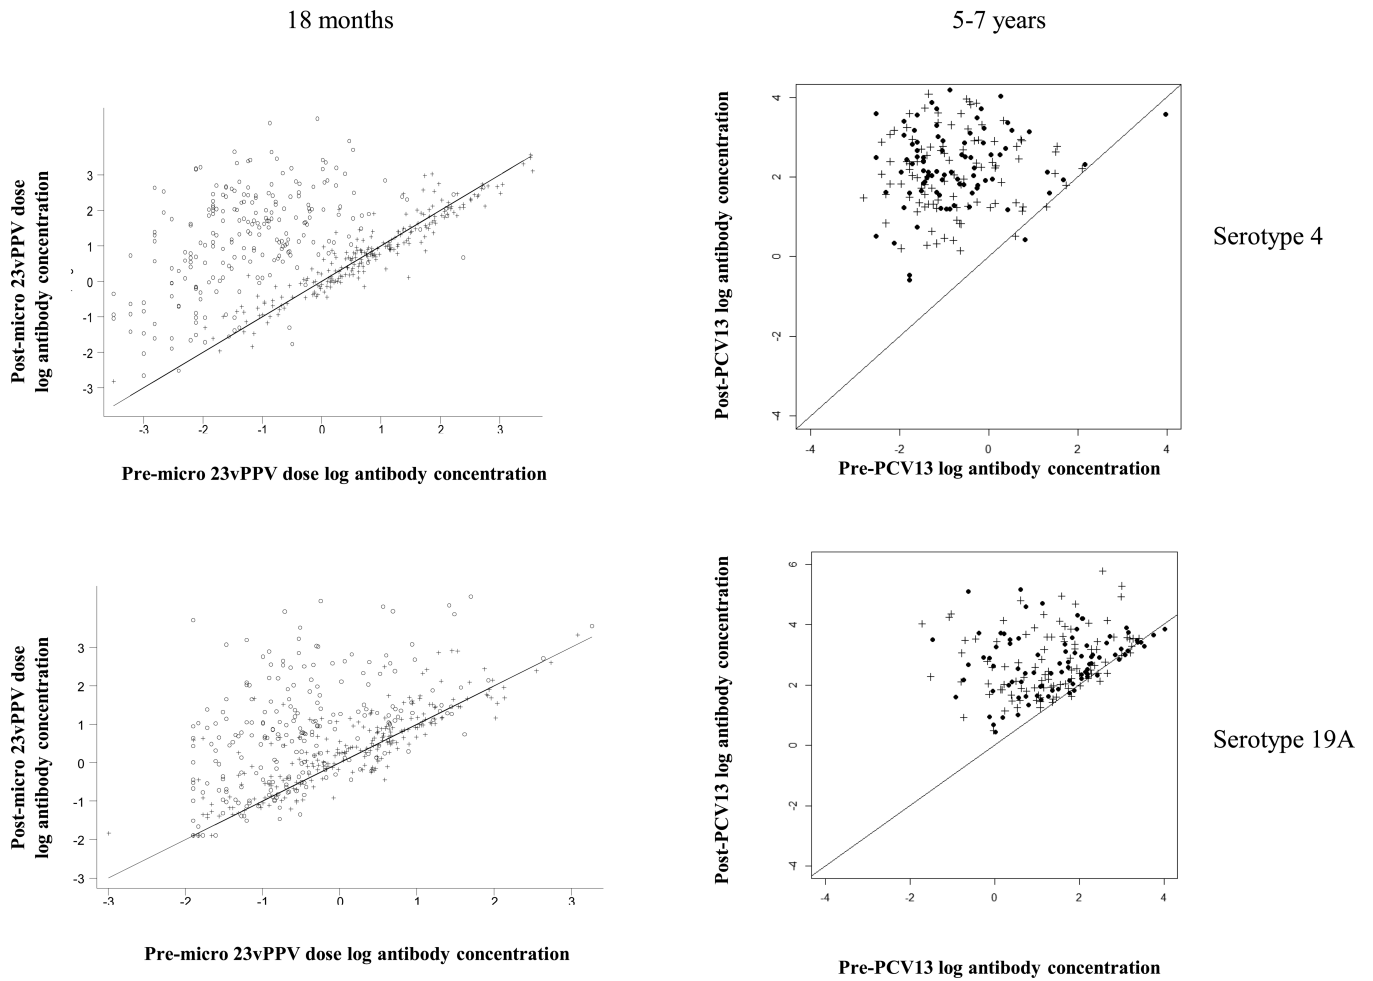 18 months
5-7 years
Post-micro 23vPPV dose
log antibody concentration
3
2
1
0
-1
-2
-3
-3 -2 -1 0 1 2 3
Pre-micro 23vPPV dose log antibody concentration
Post-PCV13 log antibody concentration
4
2
0
-2
-4
-4 -2 0 2 4
Pre-PCV13 log antibody concentration
Serotype 4
Post-micro 23vPPV dose
log antibody concentration
3
2
1
0
-1
-2
-3
-3 -2 -1 0 1 2 3
Pre-micro 23vPPV dose log antibody concentration
Post-PCV13 log antibody concentration
6
4
2
0
-2
-4
-4 -2 0 2 4
Pre-PCV13 log antibody concentration
Serotype 19A